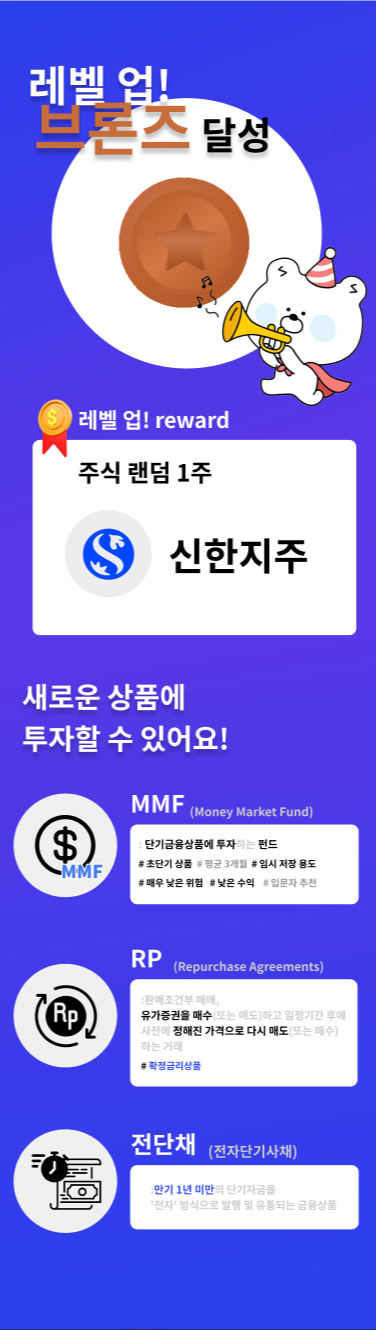 레벨 업!
브론즈 달성
레벨 업! reward
주식 랜덤 1주
신한지주
새로운 상품에
투자할 수 있어요!
MMF (Money Market Fund)
MMF
: 단기금융상품에 투자하는 펀드
# 초단기 상품 # 평균 3개월 # 임시 저장 용도
# 매우 낮은 위험 # 낮은 수익 # 입문자 추천
RP (Repurchase Agreements)
Rp
:환매조건부 매매,
유가증권을 매수(또는 매도)하고 일정기간 후에
사전에 정해진 가격으로 다시 매도(또는 매수)
하는 거래
# 확정금리상품
전단채 (전자단기사채)
:만기 1년 미만의 단기자금을
'전자' 방식으로 발행 및 유통되는 금융상품